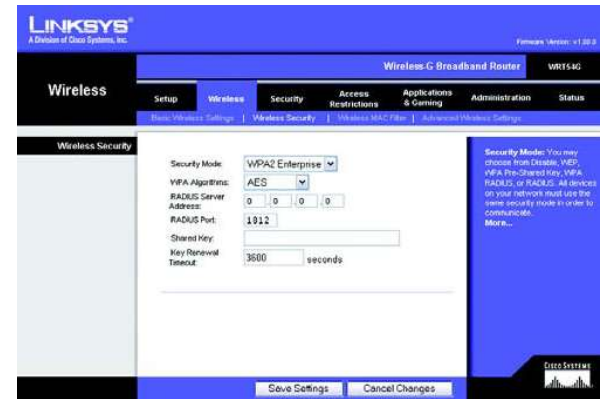 LINKSYS®
A Division of Cisco Systems, Inc.
Firmware Version: v1.00.0
Wireless-G Broadband Router WRT54G
Wireless
Setup Wireless Security Access Restrictions Applications & Gaming Administration Status
Basic Wireless Settings | Wireless Security | Wireless MAC Filter | Advanced Wireless Settings
Wireless Security
Security Mode: WPA2 Enterprise
WPA Algorithms: AES
RADIUS Server Address: 0 . 0 . 0 . 0
RADIUS Port: 1812
Shared Key:
Key Renewal Timeout: 3600 seconds
Security Mode: You may
choose from Disable, WEP,
WPA Pre-Shared Key, WPA
RADIUS, or RADIUS. All devices
on your network must use the
same security mode in order to
communicate.
More...
Save Settings Cancel Changes
CISCO SYSTEMS